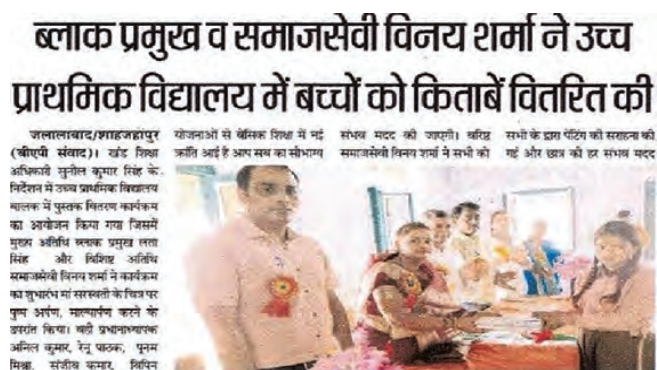 ब्लाक प्रमुख व समाजसेवी विनय शर्मा ने उच्च
प्राथमिक विद्यालय में बच्चों को किताबें वितरित की
जलालाबाद/शाहजहांपुर
(वीएपी संवाद)। खंड शिक्षा
अधिकारी सुनील कुमार सिंह के
निर्देशन में उच्च प्राथमिक विद्यालय
बालक में पुस्तक वितरण कार्यक्रम
का आयोजन किया गया जिसमें
मुख्य अतिथि ब्लाक प्रमुख लता
सिंह और विशिष्ट अतिथि
समाजसेवी विनय शर्मा ने कार्यक्रम
का शुभारंभ मां सरस्वती के चित्र पर
पुष्प अर्पण, माल्यार्पण करने के
उपरांत किया। वही प्रधानाध्यापक
अनिल कुमार, रेनू पाठक, पूनम
मिश्रा, संजीव कुमार, विपिन
योजनाओं से बेसिक शिक्षा में नई
क्रांति आई है आप सब का सौभाग्य
संभव मदद की जाएगी। वरिष्ठ
समाजसेवी विनय शर्मा ने सभी की
सभी के द्वारा पेंटिंग की सराहना की
गई और छात्र की हर संभव मदद